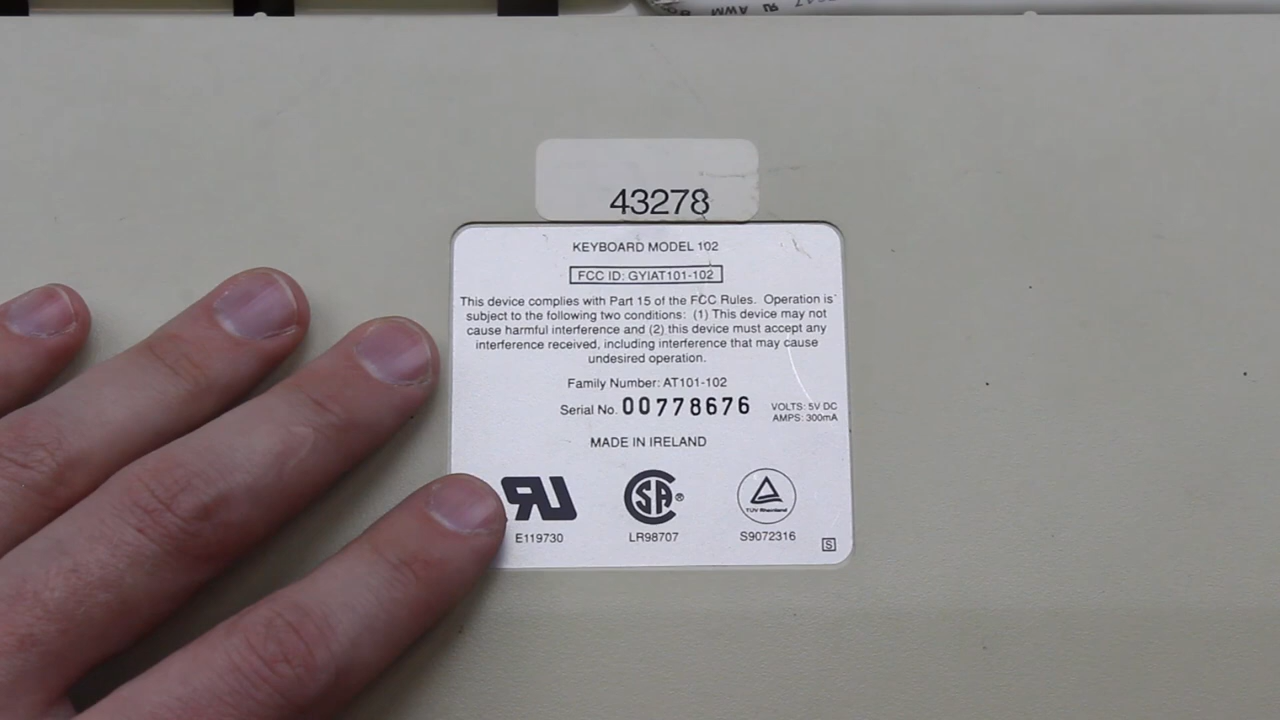 AWM
43278
KEYBOARD MODEL 102
FCC ID: GYIAT101-102
This device complies with Part 15 of the FCC Rules. Operation is
subject to the following two conditions: (1) This device may not
cause harmful interference and (2) this device must accept any
interference received, including interference that may cause
undesired operation.
Family Number: AT101-102
Serial No. 00778676
VOLTS: 5V DC
AMPS: 300mA
MADE IN IRELAND
UR
SA®
TÜV Rheinland
E119730
LR98707
S9072316
S